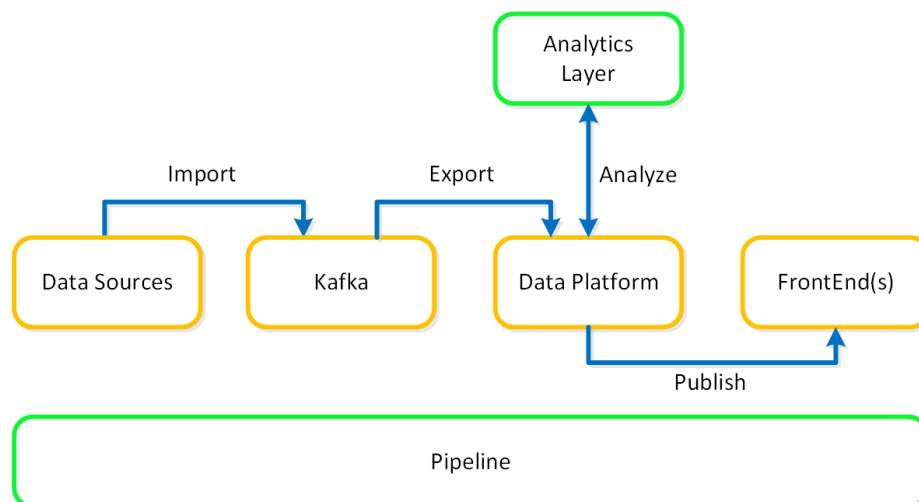 Analytics
Layer
Import
Export
Analyze
Data Sources
Kafka
Data Platform
FrontEnd(s)
Publish
Pipeline